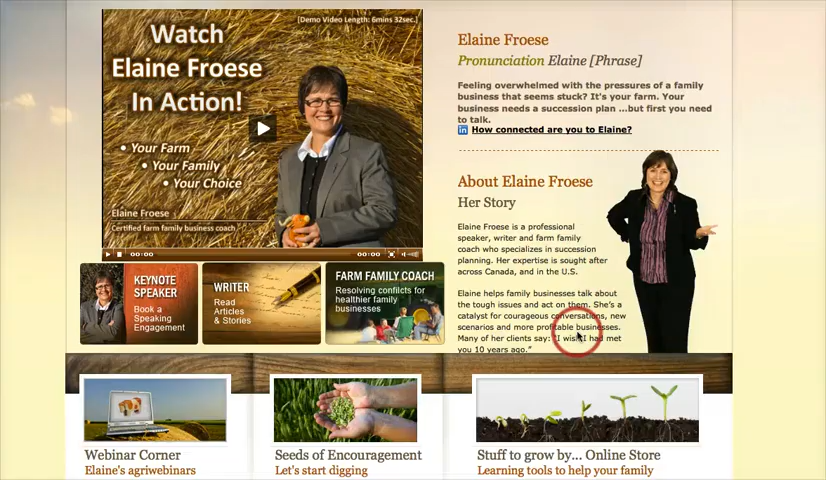 [Demo Video Length: 6mins 32sec.]
Watch
Elaine Froese
In Action!
• Your Farm
• Your Family
• Your Choice
Elaine Froese
Certified farm family business coach
00:00
00:00
KEYNOTE
SPEAKER
Book a
Speaking
Engagement
WRITER
Read
Articles
& Stories
FARM FAMILY COACH
Resolving conflicts for
healthier family
businesses
Elaine Froese
Pronunciation Elaine [Phrase]
Feeling overwhelmed with the pressures of a family
business that seems stuck? It's your farm. Your
business needs a succession plan ...but first you need
to talk.
in How connected are you to Elaine?
About Elaine Froese
Her Story
Elaine Froese is a professional
speaker, writer and farm family
coach who specializes in succession
planning. Her expertise is sought after
across Canada, and in the U.S.
Elaine helps family businesses talk about
the tough issues and act on them. She's a
catalyst for courageous conversations, new
scenarios and more profitable businesses.
Many of her clients say: "I wish I had met
you 10 years ago."
Webinar Corner
Elaine's agriwebinars
Seeds of Encouragement
Let's start digging
Stuff to grow by... Online Store
Learning tools to help your family